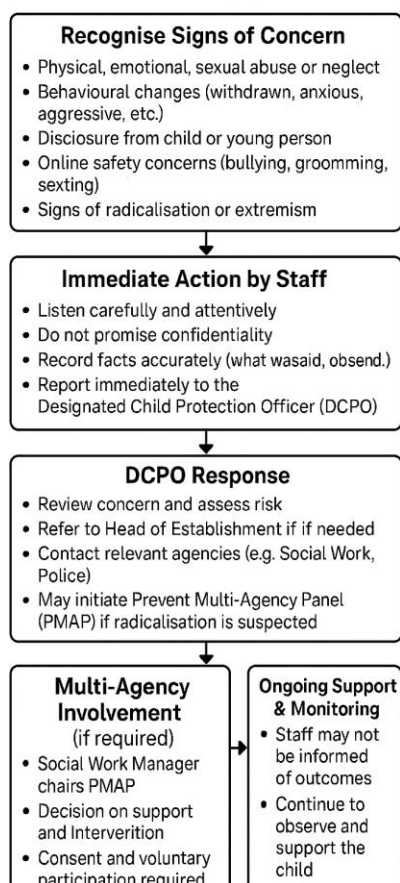 Recognise Signs of Concern
• Physical, emotional, sexual abuse or neglect
• Behavioural changes (withdrawn, anxious,
aggressive, etc.)
• Disclosure from child or young person
• Online safety concerns (bullying, groomming,
sexting)
• Signs of radicalisation or extremism
Immediate Action by Staff
• Listen carefully and attentively
• Do not promise confidentiality
• Record facts accurately (what wasaid, obsend.)
• Report immediately to the
Designated Child Protection Officer (DCPO)
DCPO Response
• Review concern and assess risk
• Refer to Head of Establishment if if needed
• Contact relevant agencies (e.g. Social Work,
Police)
• May initiate Prevent Multi-Agency Panel
(PMAP) if radicalisation is suspected
Multi-Agency
Involvement
(if required)
• Social Work Manager
chairs PMAP
• Decision on support
and Interverition
• Consent and voluntary
participation required
Ongoing Support
& Monitoring
• Staff may not
be informed
of outcomes
• Continue to
observe and
support the
child